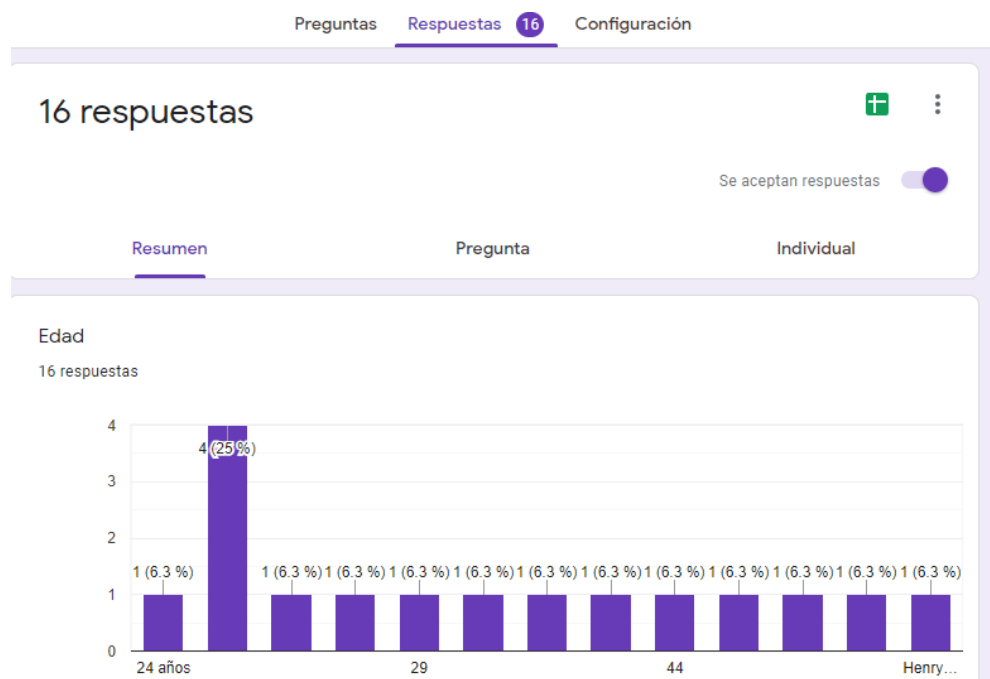 Preguntas Respuestas 16 Configuración
16 respuestas
Se aceptan respuestas
Resumen Pregunta Individual
Edad
16 respuestas
4
4 (25 %)
3
2
1 (6.3 %) 1 (6.3 %) 1 (6.3 %) 1 (6.3 %) 1 (6.3 %) 1 (6.3 %) 1 (6.3 %) 1 (6.3 %) 1 (6.3 %) 1 (6.3 %) 1 (6.3 %) 1 (6.3 %)
1
0
24 años 29 44 Henry…